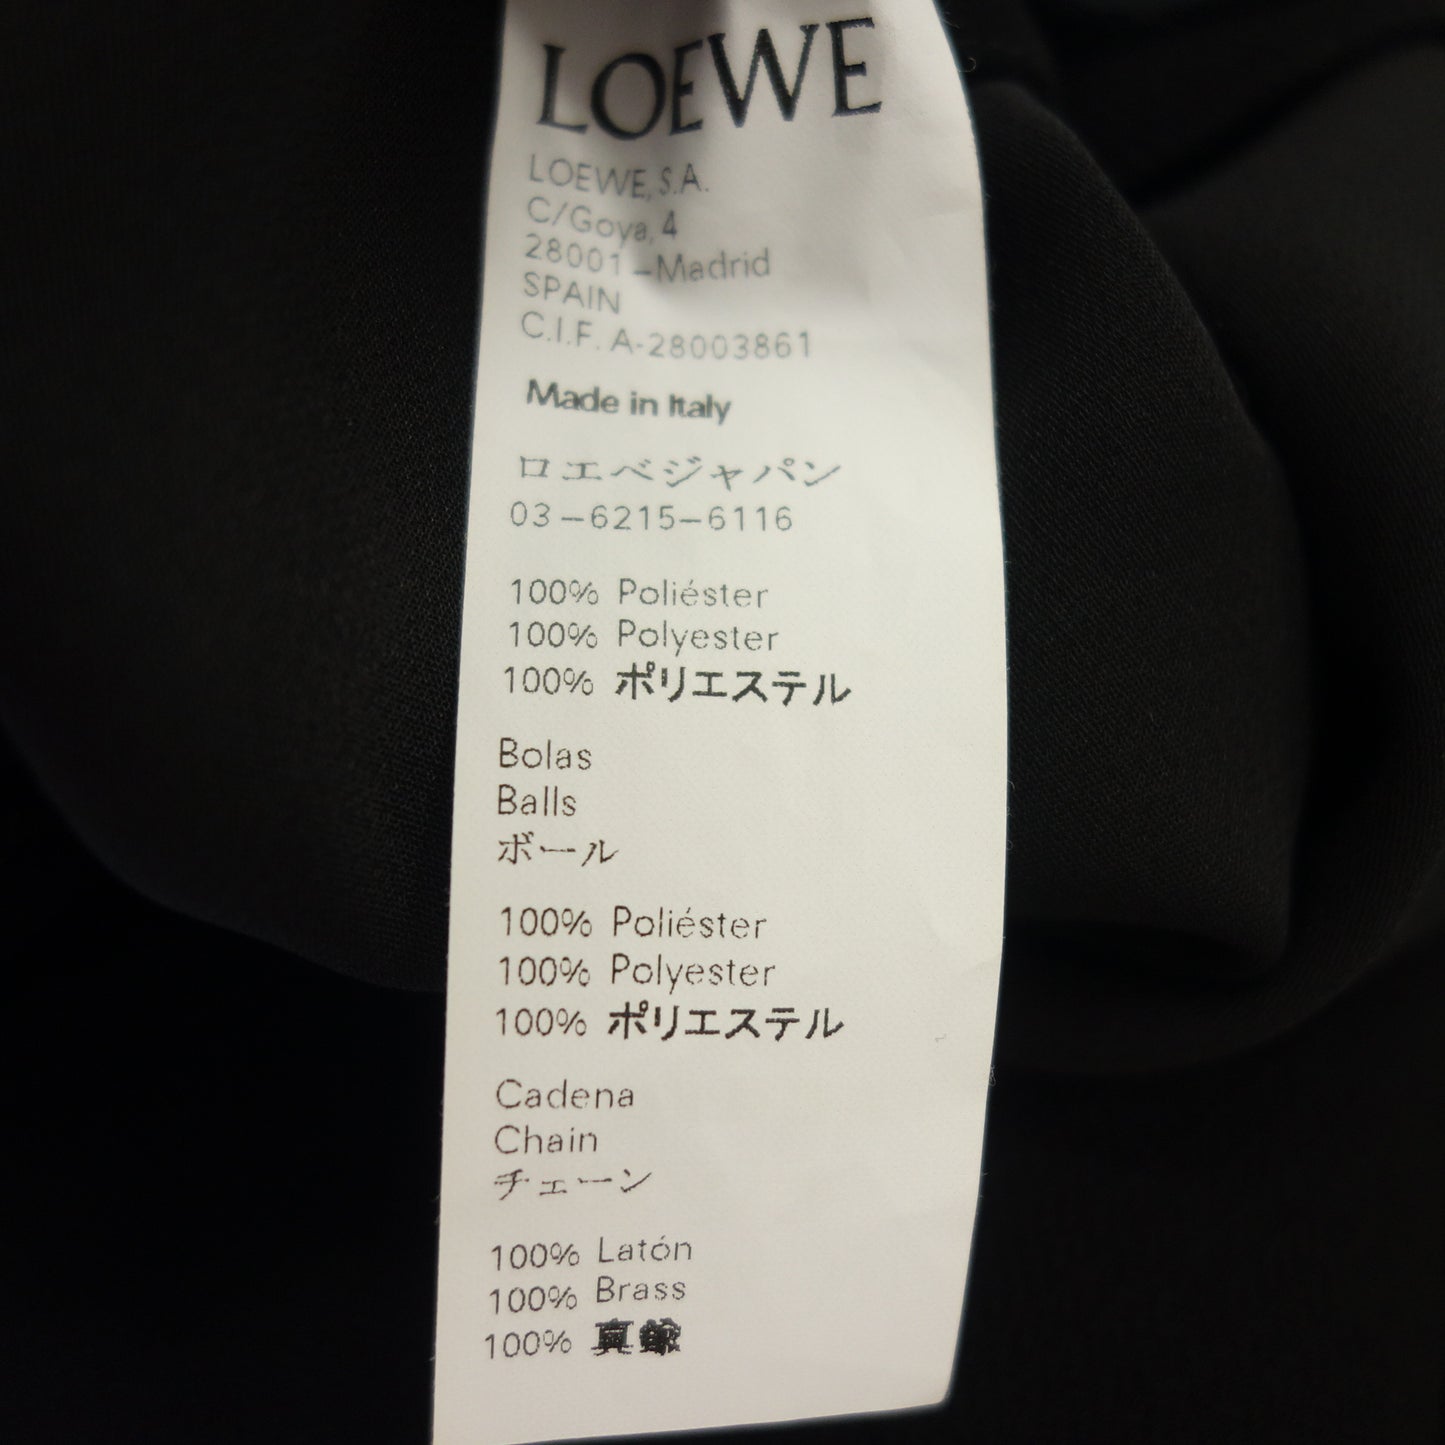 LOEWE
LOEWE, S.A.
C/Goya, 4
28001 –Madrid
SPAIN
C.I.F. A-28003861
Made in Italy
ロエベジャパン
03–6215–6116
100% Poliéster
100% Polyester
100% ポリエステル
Bolas
Balls
ボール
100% Poliéster
100% Polyester
100% ポリエステル
Cadena
Chain
チェーン
100% Latón
100% Brass
100% 真鍮